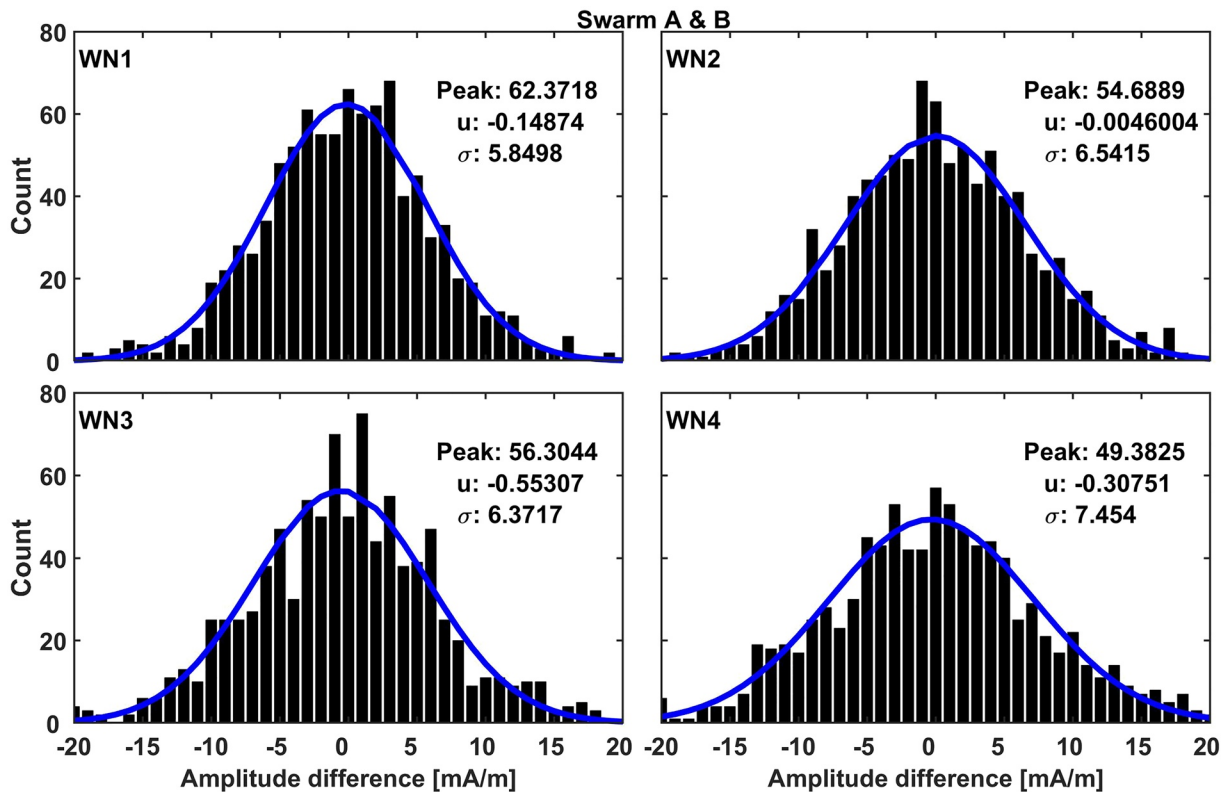 Swarm A & B
80
60
40
20
0
Count
WN1
Peak: 62.3718
u: -0.14874
σ: 5.8498
WN2
Peak: 54.6889
u: -0.0046004
σ: 6.5415
80
60
40
20
0
Count
WN3
Peak: 56.3044
u: -0.55307
σ: 6.3717
-20 -15 -10 -5 0 5 10 15 20
Amplitude difference [mA/m]
WN4
Peak: 49.3825
u: -0.30751
σ: 7.454
-20 -15 -10 -5 0 5 10 15 20
Amplitude difference [mA/m]